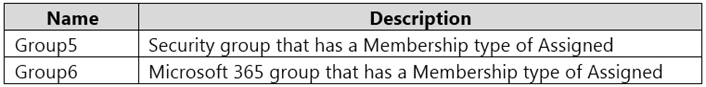 Name Description
Group5 Security group that has a Membership type of Assigned
Group6 Microsoft 365 group that has a Membership type of Assigned